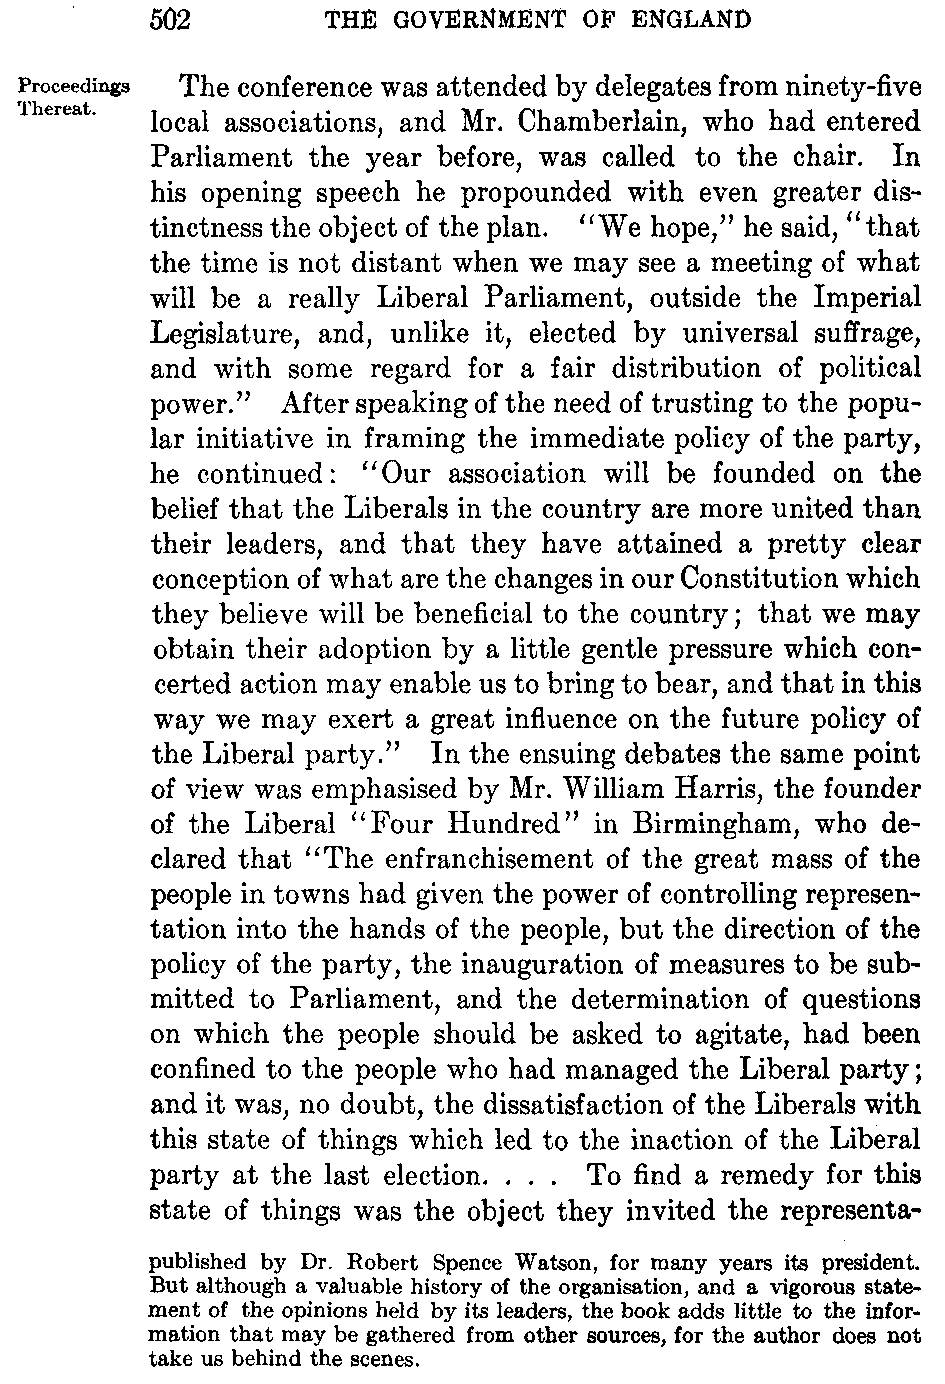 502 THE GOVERNMENT OF ENGLAND
Proceedings
Thereat.
The conference was attended by delegates from ninety-five
local associations, and Mr. Chamberlain, who had entered
Parliament the year before, was called to the chair. In
his opening speech he propounded with even greater dis-
tinctness the object of the plan. "We hope," he said, "that
the time is not distant when we may see a meeting of what
will be a really Liberal Parliament, outside the Imperial
Legislature, and, unlike it, elected by universal suffrage,
and with some regard for a fair distribution of political
power." After speaking of the need of trusting to the popu-
lar initiative in framing the immediate policy of the party,
he continued: "Our association will be founded on the
belief that the Liberals in the country are more united than
their leaders, and that they have attained a pretty clear
conception of what are the changes in our Constitution which
they believe will be beneficial to the country; that we may
obtain their adoption by a little gentle pressure which con-
certed action may enable us to bring to bear, and that in this
way we may exert a great influence on the future policy of
the Liberal party." In the ensuing debates the same point
of view was emphasised by Mr. William Harris, the founder
of the Liberal "Four Hundred" in Birmingham, who de-
clared that "The enfranchisement of the great mass of the
people in towns had given the power of controlling represen-
tation into the hands of the people, but the direction of the
policy of the party, the inauguration of measures to be sub-
mitted to Parliament, and the determination of questions
on which the people should be asked to agitate, had been
confined to the people who had managed the Liberal party;
and it was, no doubt, the dissatisfaction of the Liberals with
this state of things which led to the inaction of the Liberal
party at the last election. . . . To find a remedy for this
state of things was the object they invited the representa-
published by Dr. Robert Spence Watson, for many years its president.
But although a valuable history of the organisation, and a vigorous state-
ment of the opinions held by its leaders, the book adds little to the infor-
mation that may be gathered from other sources, for the author does not
take us behind the scenes.